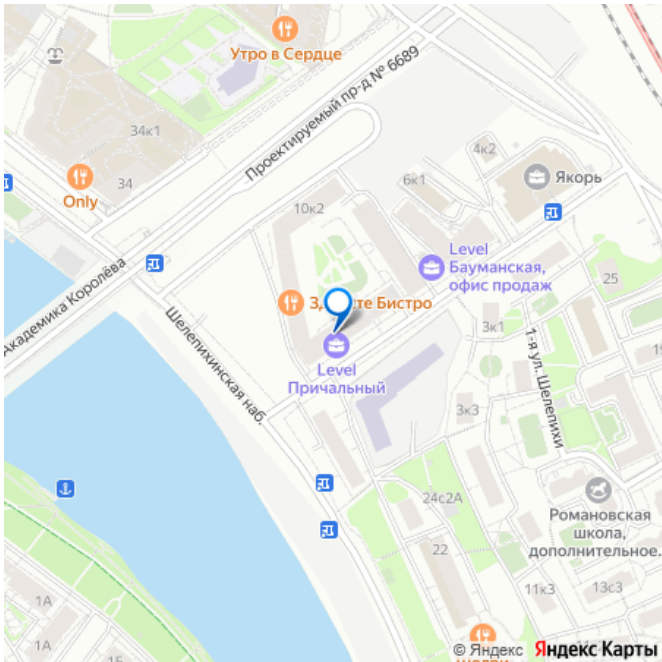 Утро в Сердце
Проектируемый пр-д № 6689
34к1
34
Only
4к2
6к1
Якорь
10к2
Level
Бауманская,
офис продаж
25
Академика Королёва
Шелепихинская наб.
3к1
1-я ул. Шелепихи
Level
Причальный
3к3
24с2А
Романовская
школа,
дополнительное...
22
11к3
13с3
1А
1А
© Яндекс Яндекс Карты